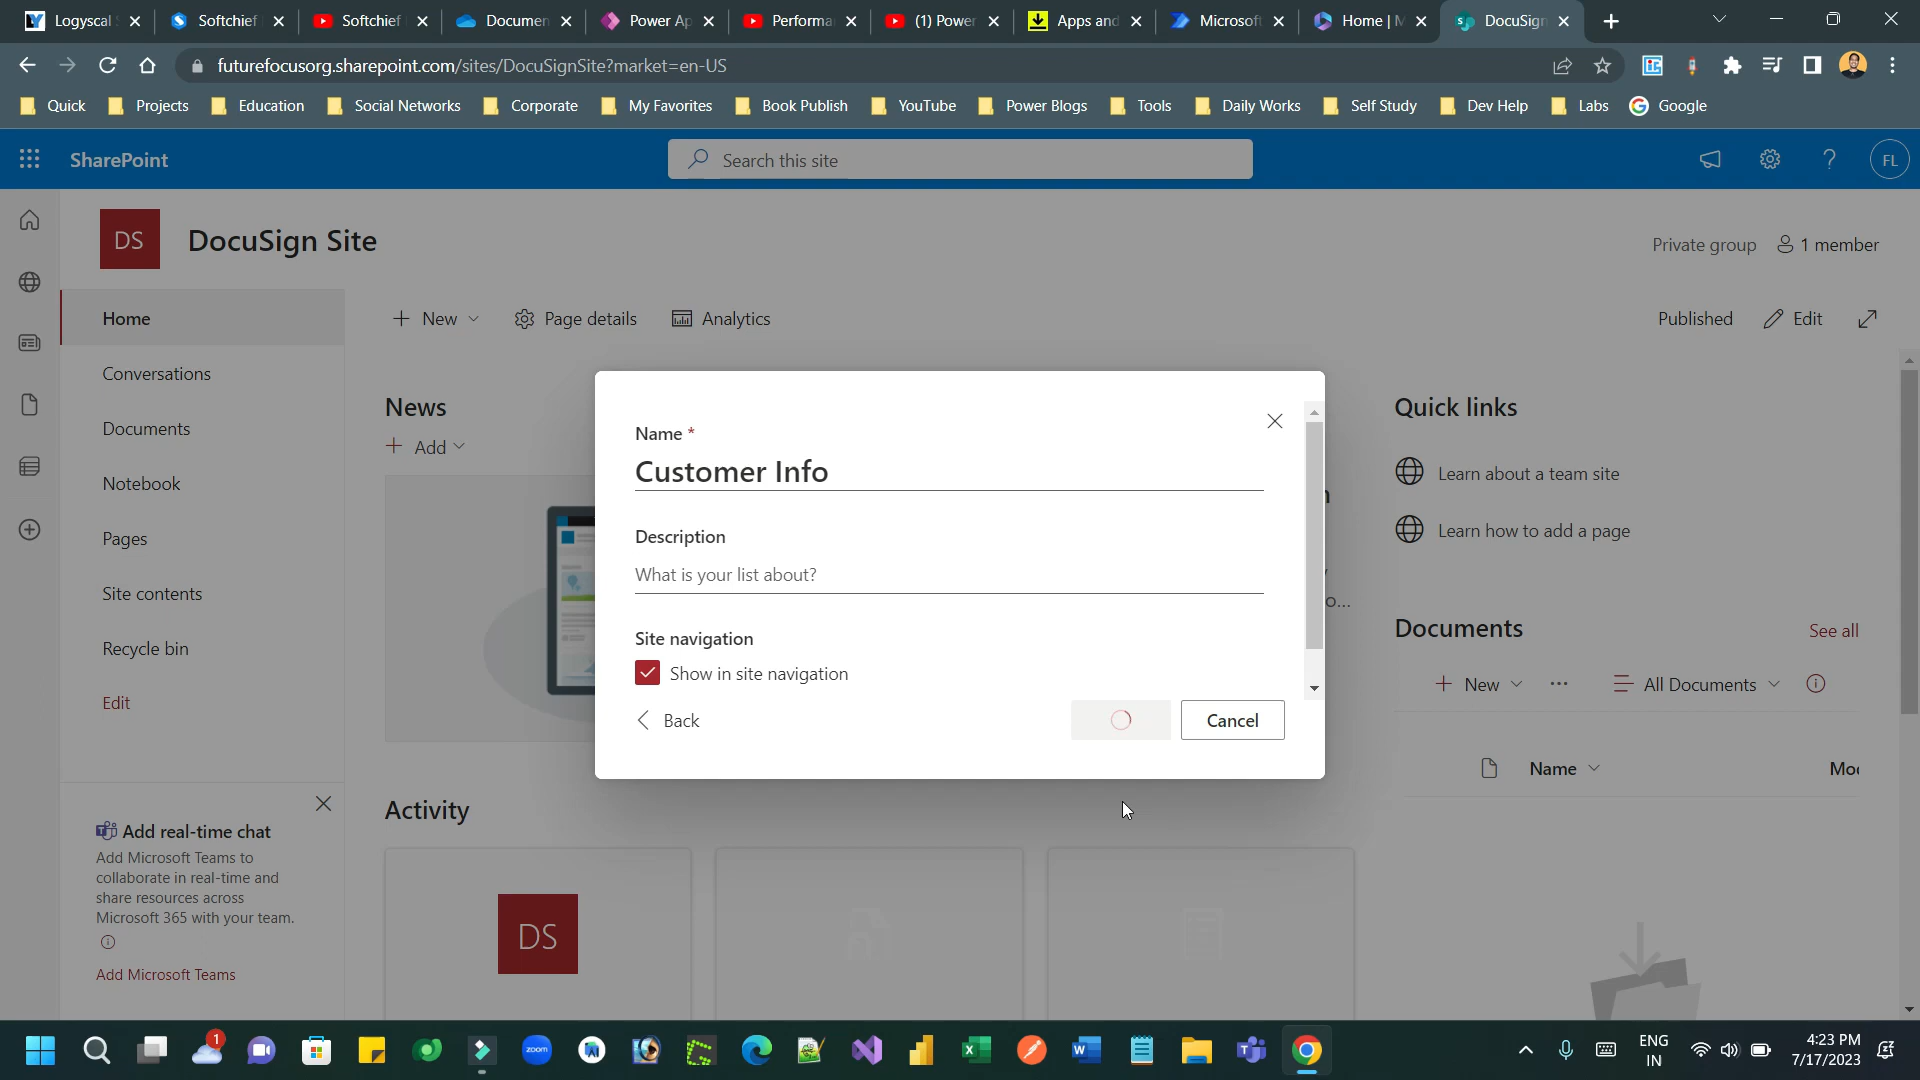 Logyscal
Softchief
Softchief
Documen
Power Ap
Performa
(1) Power
Apps and
Microsoft
Home | M
DocuSign
futurefocusorg.sharepoint.com/sites/DocuSignSite?market=en-US
Quick
Projects
Education
Social Networks
Corporate
My Favorites
Book Publish
YouTube
Power Blogs
Tools
Daily Works
Self Study
Dev Help
Labs
Google
SharePoint
Search this site
FL
DS
DocuSign Site
Private group
1 member
Home
Conversations
Documents
Notebook
Pages
Site contents
Recycle bin
Edit
New
Page details
Analytics
Published
Edit
News
Add
Name *
Customer Info
Description
What is your list about?
Site navigation
Show in site navigation
Back
Cancel
Quick links
Learn about a team site
Learn how to add a page
Documents
See all
New
All Documents
Name
Activity
DS
Add real-time chat
Add Microsoft Teams to
collaborate in real-time and
share resources across
Microsoft 365 with your team.
Add Microsoft Teams
1
zoom
ENG
IN
4:23 PM
7/17/2023